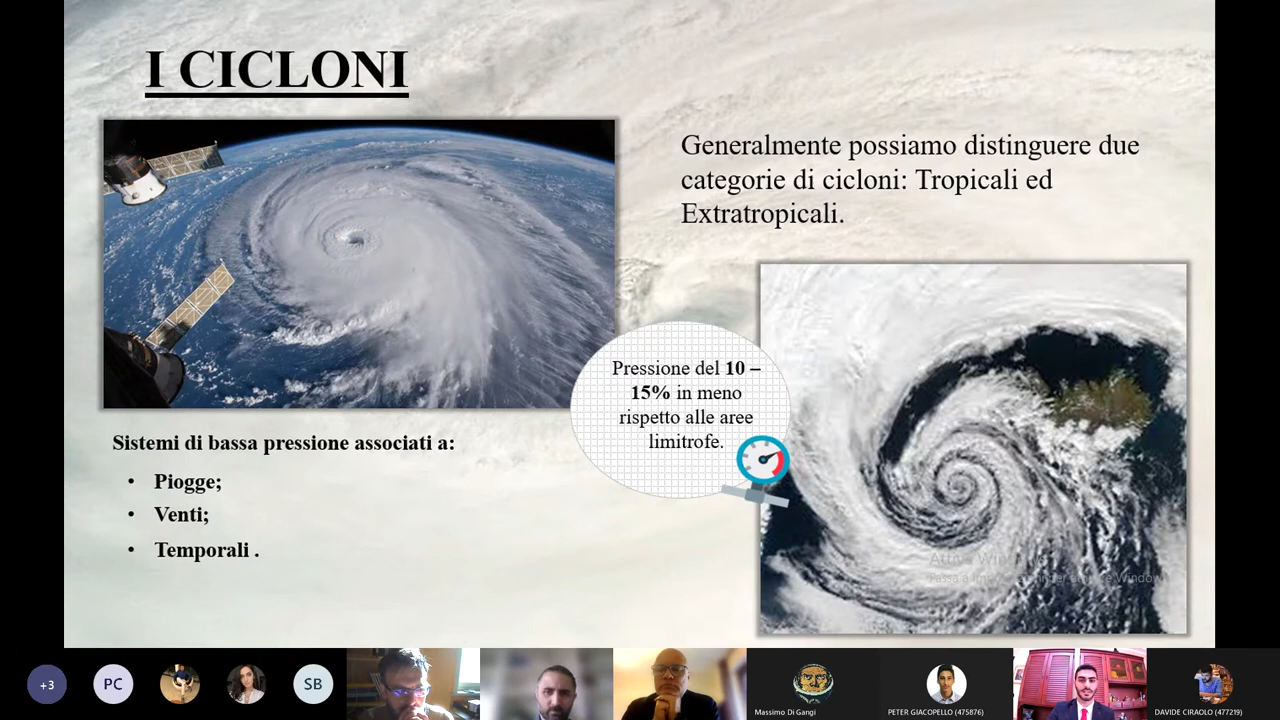 I CICLONI
Generalmente possiamo distinguere due
categorie di cicloni: Tropicali ed
Extratropicali.
Pressione del 10 –
15% in meno
rispetto alle aree
limitrofe.
Sistemi di bassa pressione associati a:
• Piogge;
• Venti;
• Temporali .
+3
PC
SB
Massimo Di Gangi
PETER GIACOPELLO (475876)
DAVIDE CIRAOLO (477219)